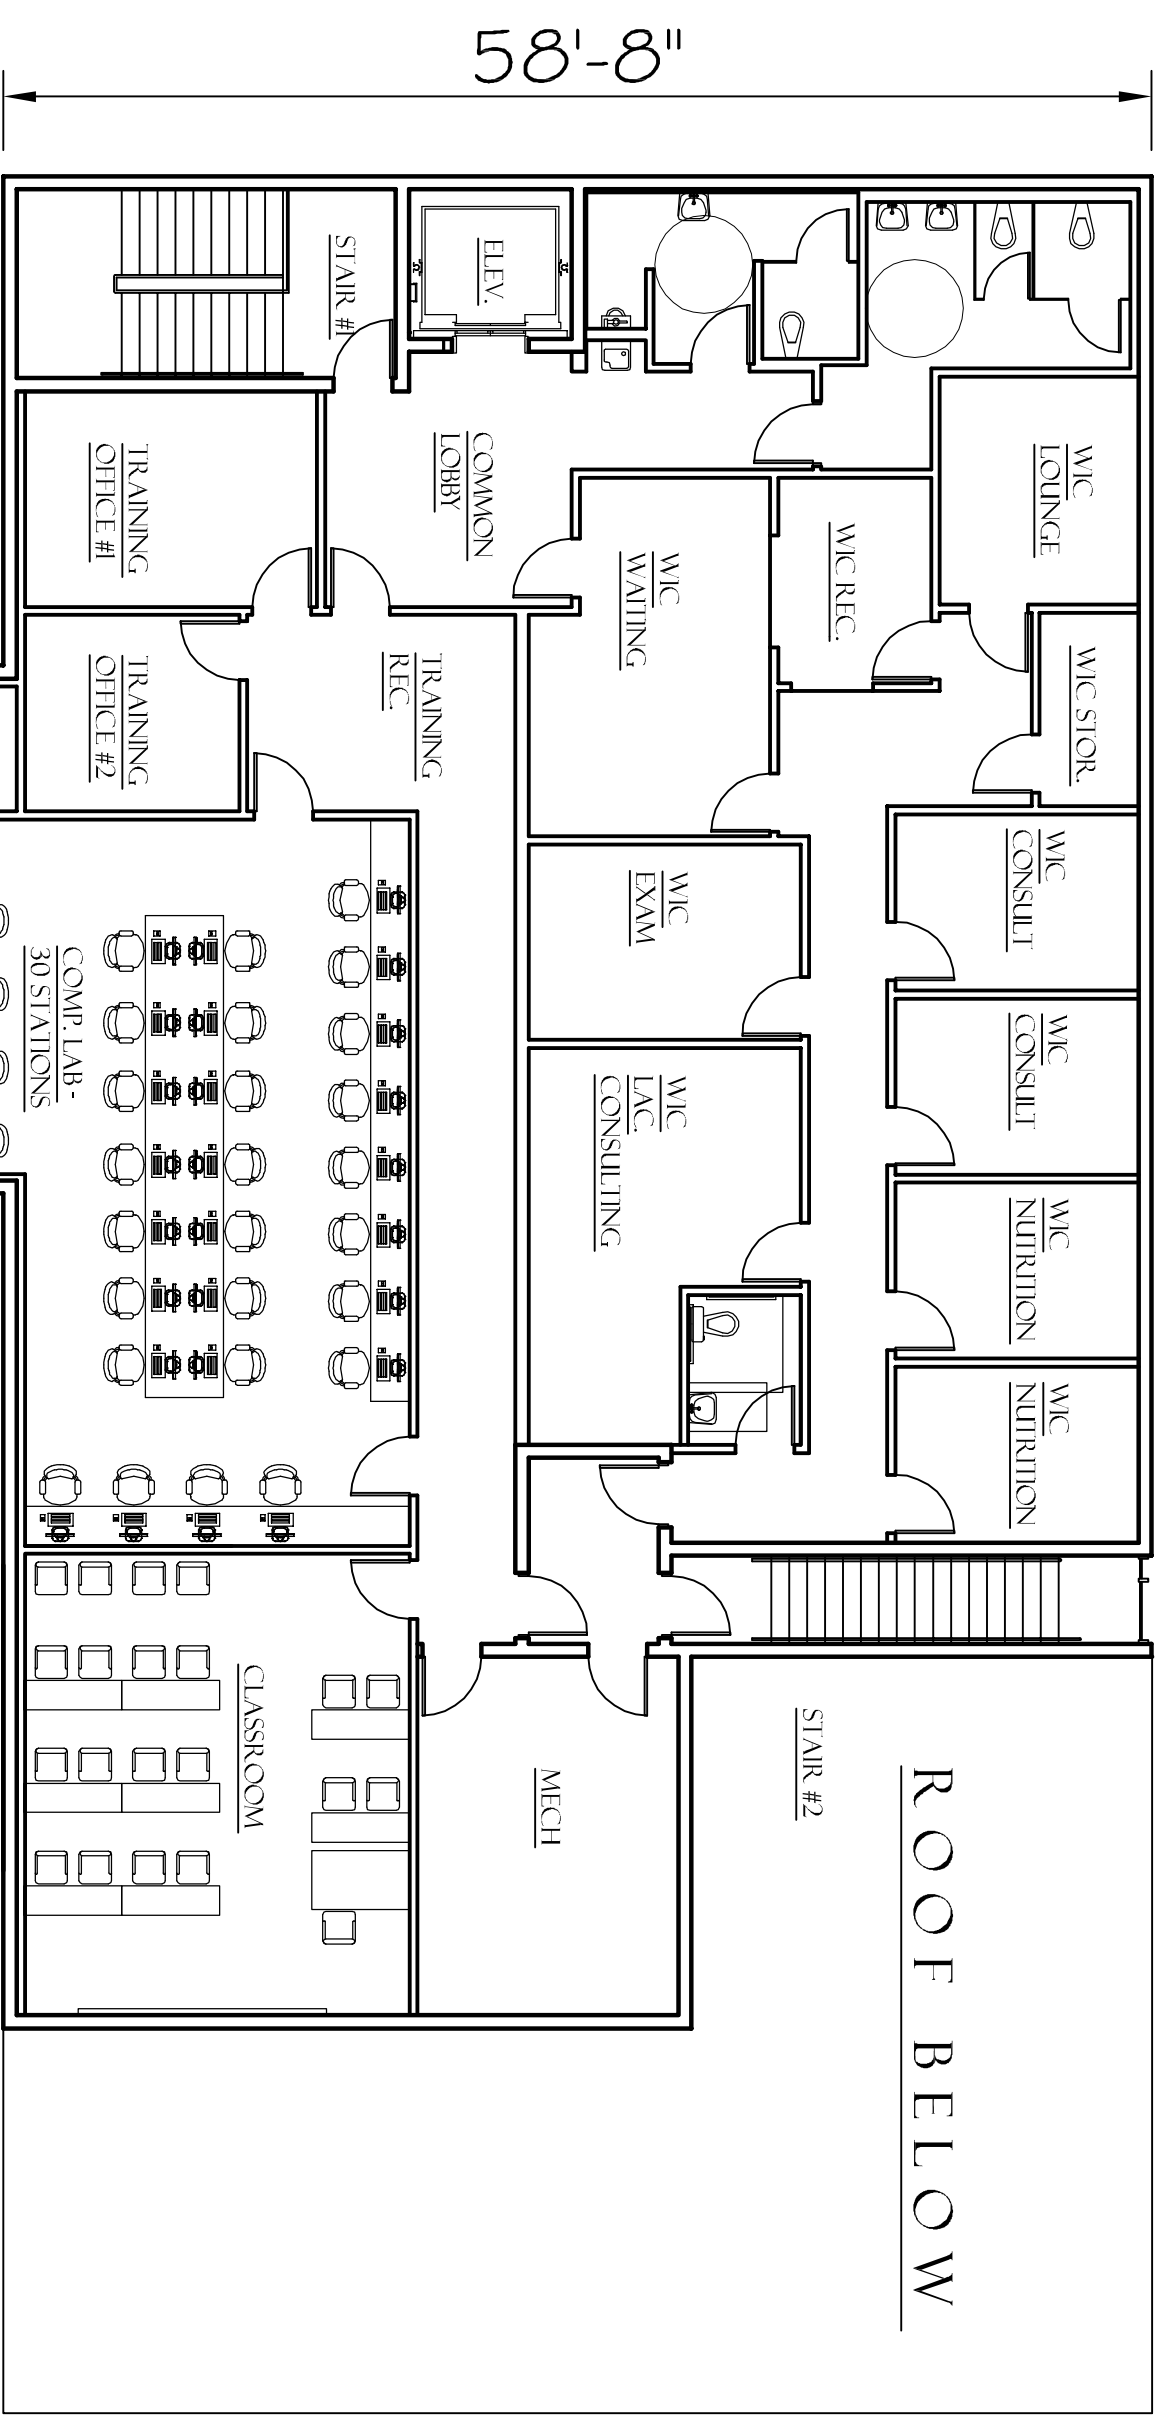 58'-8"
STAIR #1
ELEV.
COMMON
LOBBY
WIC
LOUNGE
TRAINING
OFFICE #1
WIC
WAITING
WIC REC.
TRAINING
OFFICE #2
TRAINING
REC.
WIC STOR.
WIC
EXAM
WIC
CONSULT
COMP. LAB -
30 STATIONS
WIC
CONSULT
WIC
LAC.
CONSULTING
WIC
NUTRITION
WIC
NUTRITION
CLASSROOM
MECH
STAIR #2
ROOF BELOW